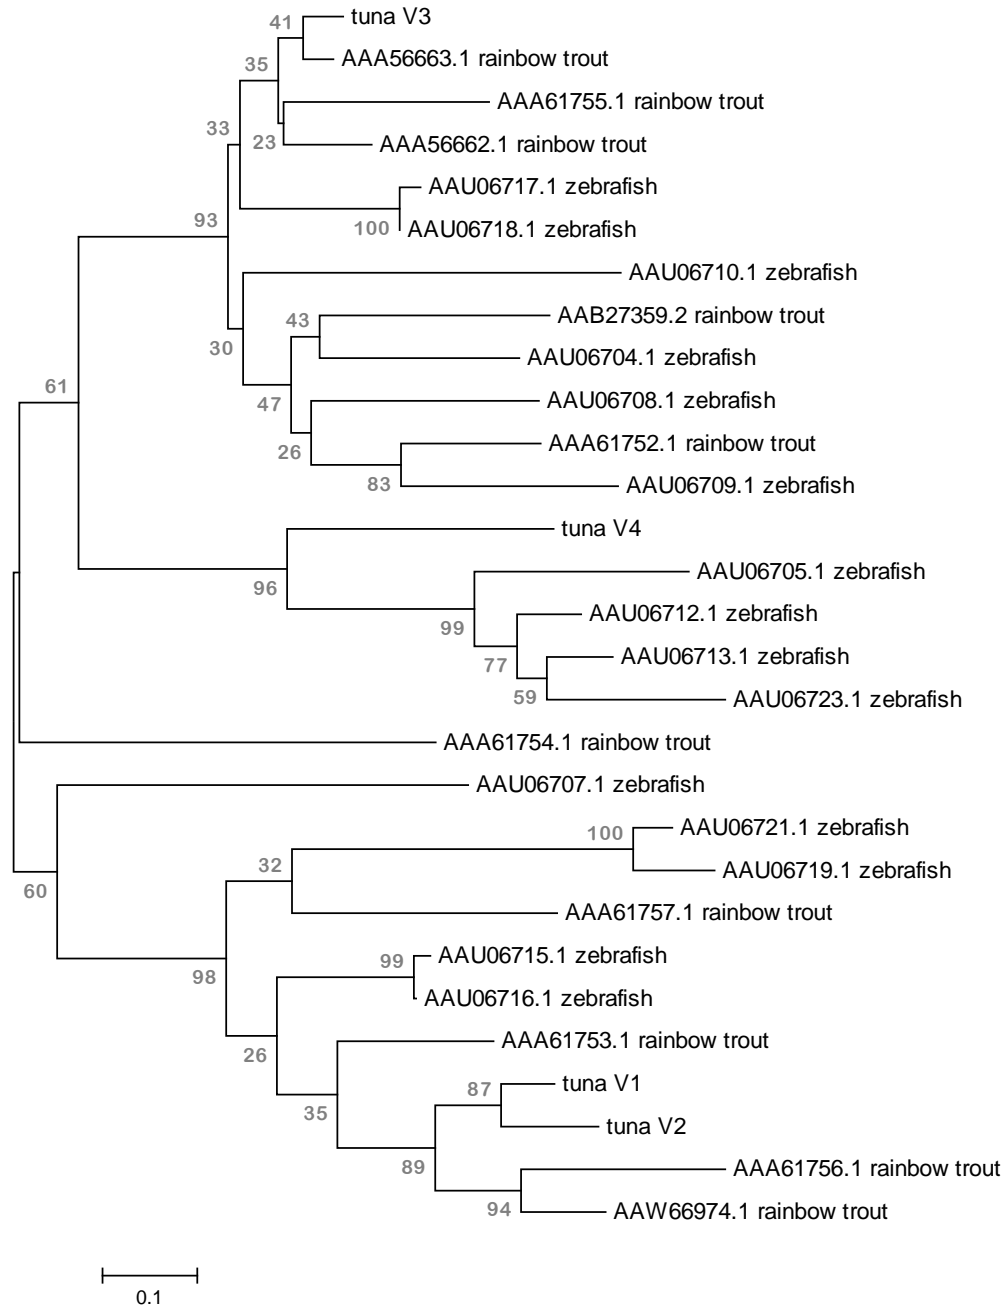 41 tuna V3
AAA56663.1 rainbow trout
35
AAA61755.1 rainbow trout
33
23 AAA56662.1 rainbow trout
AAU06717.1 zebrafish
93
100 AAU06718.1 zebrafish
AAU06710.1 zebrafish
43 AAB27359.2 rainbow trout
30
AAU06704.1 zebrafish
61
47 AAU06708.1 zebrafish
26 AAA61752.1 rainbow trout
83 AAU06709.1 zebrafish
tuna V4
96 AAU06705.1 zebrafish
99 AAU06712.1 zebrafish
77 AAU06713.1 zebrafish
59 AAU06723.1 zebrafish
AAA61754.1 rainbow trout
AAU06707.1 zebrafish
100 AAU06721.1 zebrafish
32 AAU06719.1 zebrafish
60
AAA61757.1 rainbow trout
99 AAU06715.1 zebrafish
98
AAU06716.1 zebrafish
26 AAA61753.1 rainbow trout
87 tuna V1
35 tuna V2
89 AAA61756.1 rainbow trout
94 AAW66974.1 rainbow trout
0.1